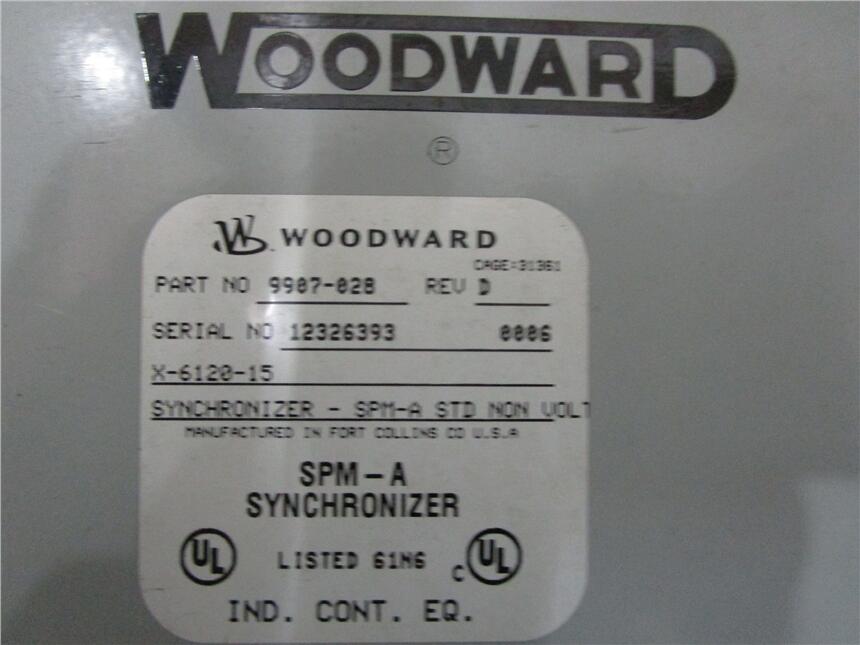 WOODWARD
®
WOODWARD
CAGE:31361
PART NO 9907-028 REV D
SERIAL NO 12326393 0006
X-6120-15
SYNCHRONIZER - SPM-A STD NON VOLT
MANUFACTURED IN FORT COLLINS CO U.S.A
SPM-A
SYNCHRONIZER
UL LISTED 61M6 C UL
IND. CONT. EQ.